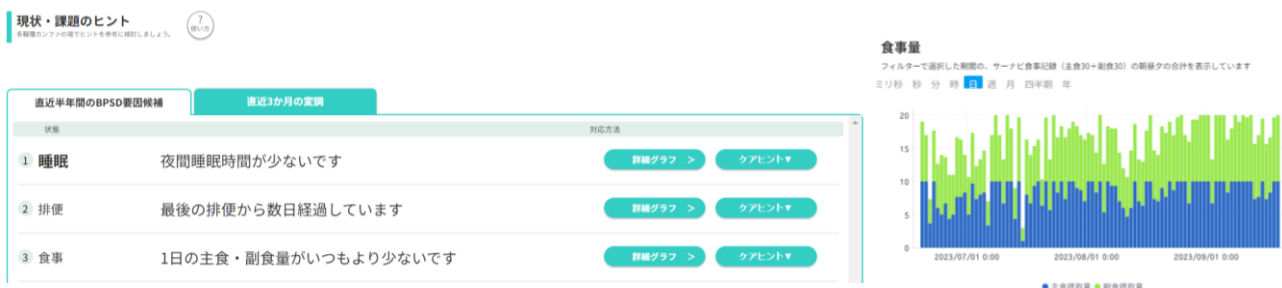 現状・課題のヒント
多職種カンファの場でヒントを参考に検討しましょう。
?
使い方
直近半年間のBPSD要因候補
直近3か月の変調
状態
対応方法
1 睡眠 夜間睡眠時間が少ないです 詳細グラフ > ケアヒント▼
2 排便 最後の排便から数日経過しています 詳細グラフ > ケアヒント▼
3 食事 1日の主食・副食量がいつもより少ないです 詳細グラフ > ケアヒント▼
食事量
フィルターで選択した期間の、サーナビ食事記録（主食30+副食30）の朝昼夕の合計を表示しています
ミリ秒 秒 分 時 日 週 月 四半期 年
20
15
10
5
0
2023/07/01 0:00 2023/08/01 0:00 2023/09/01 0:00
主食摂取量 副食摂取量